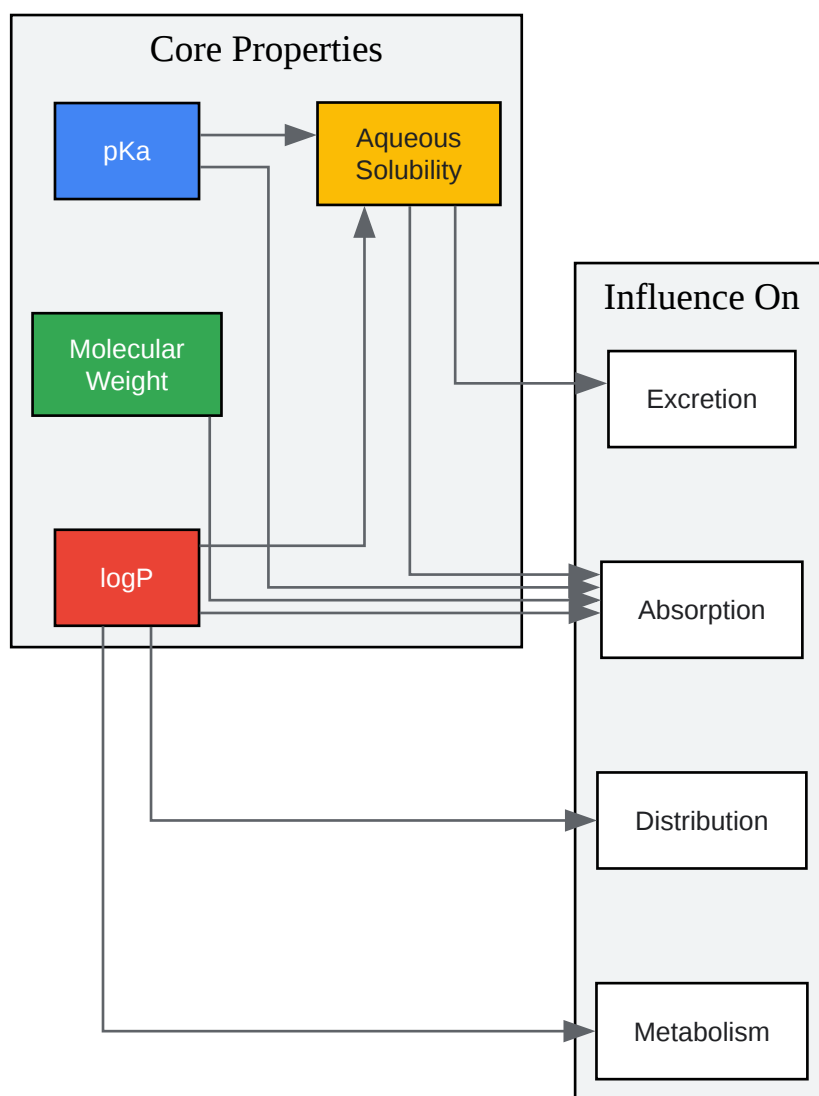 Core Properties
pKa
Aqueous
Solubility
Molecular
Weight
logP
Influence On
Excretion
Absorption
Distribution
Metabolism